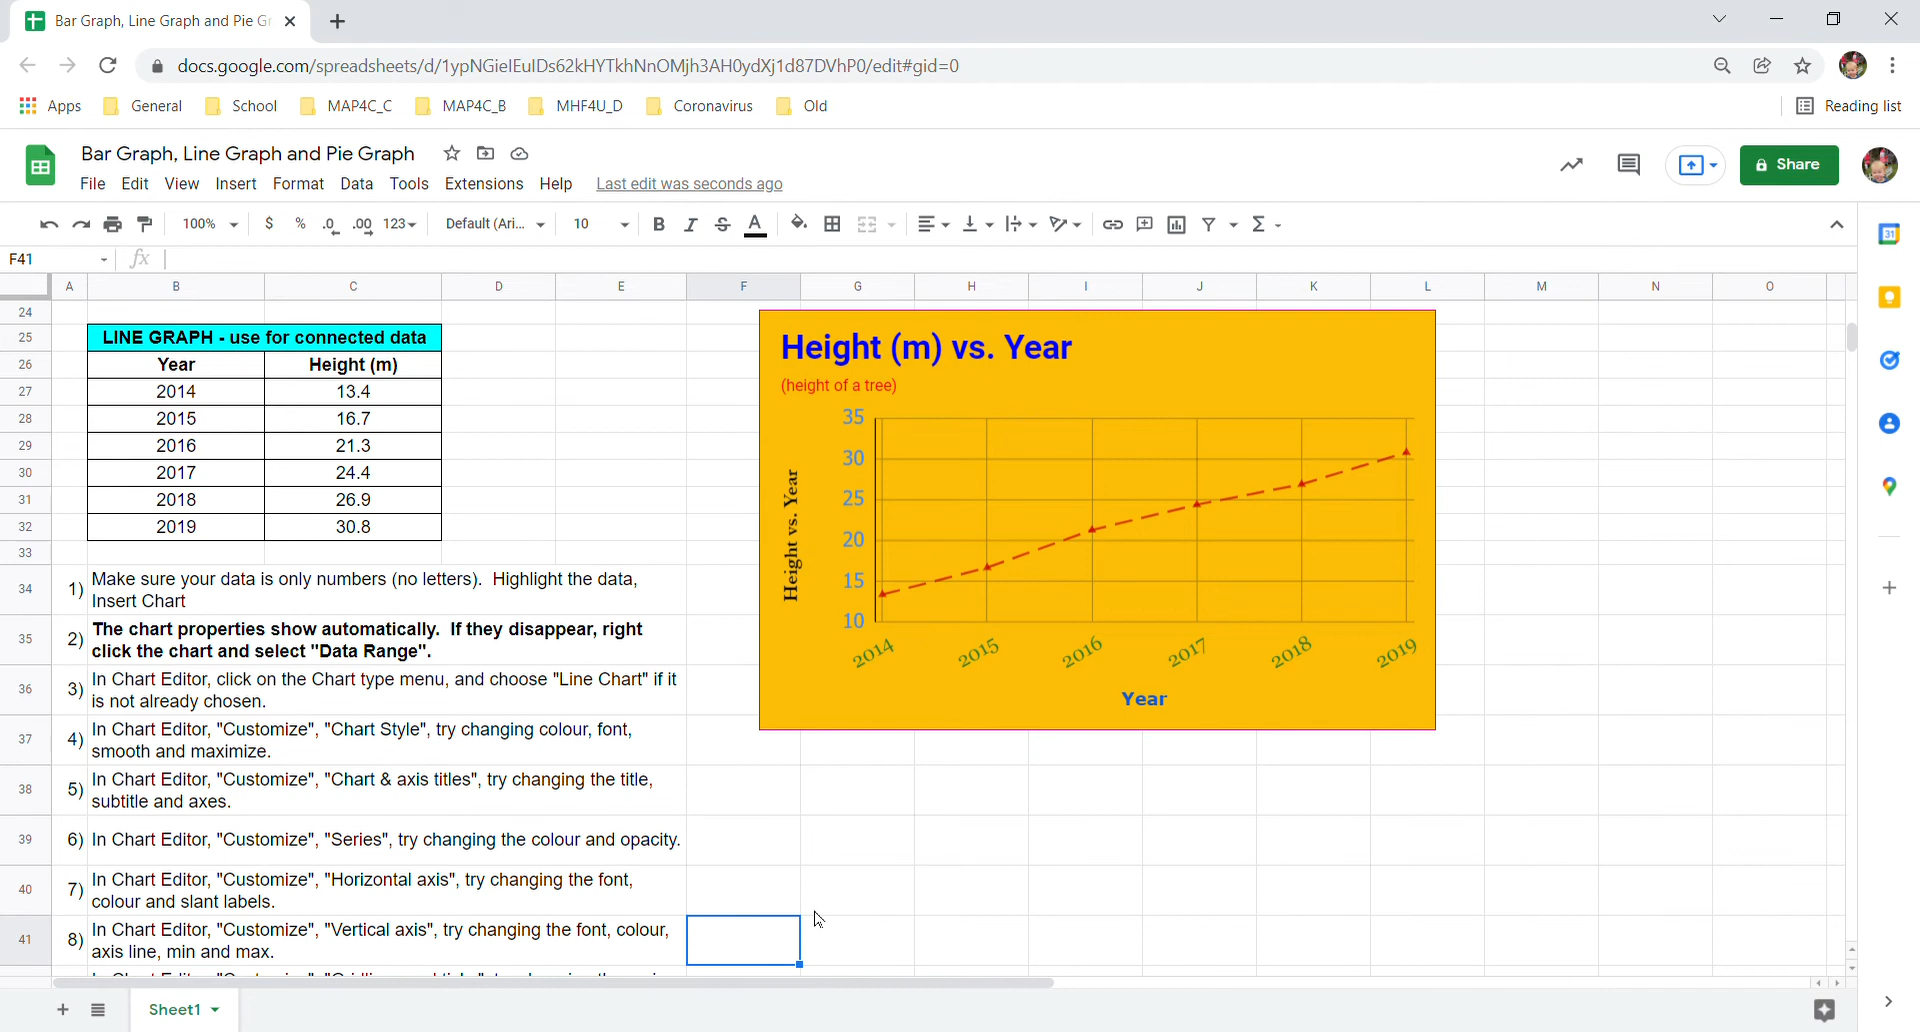 Bar Graph, Line Graph and Pie Gr
docs.google.com/spreadsheets/d/1ypNGieIEuIDs62kHYTkhNnOMjh3AH0ydXj1d87DVhP0/edit#gid=0
Apps General School MAP4C_C MAP4C_B MHF4U_D Coronavirus Old Reading list
Bar Graph, Line Graph and Pie Graph
File Edit View Insert Format Data Tools Extensions Help Last edit was seconds ago
Share
100% $ % .0 .00 123 Default (Ari... 10 B I S A
F41 fx
A B C D E F G H I J K L M N O
24
25 LINE GRAPH - use for connected data
26 Year Height (m)
27 2014 13.4
28 2015 16.7
29 2016 21.3
30 2017 24.4
31 2018 26.9
32 2019 30.8
33
34 1) Make sure your data is only numbers (no letters). Highlight the data,
Insert Chart
35 2) The chart properties show automatically. If they disappear, right
click the chart and select "Data Range".
36 3) In Chart Editor, click on the Chart type menu, and choose "Line Chart" if it
is not already chosen.
37 4) In Chart Editor, "Customize", "Chart Style", try changing colour, font,
smooth and maximize.
38 5) In Chart Editor, "Customize", "Chart & axis titles", try changing the title,
subtitle and axes.
39 6) In Chart Editor, "Customize", "Series", try changing the colour and opacity.
40 7) In Chart Editor, "Customize", "Horizontal axis", try changing the font,
colour and slant labels.
41 8) In Chart Editor, "Customize", "Vertical axis", try changing the font, colour,
axis line, min and max.
Height (m) vs. Year
(height of a tree)
Height vs. Year
35
30
25
20
15
10
2014 2015 2016 2017 2018 2019
Year
31
Sheet1